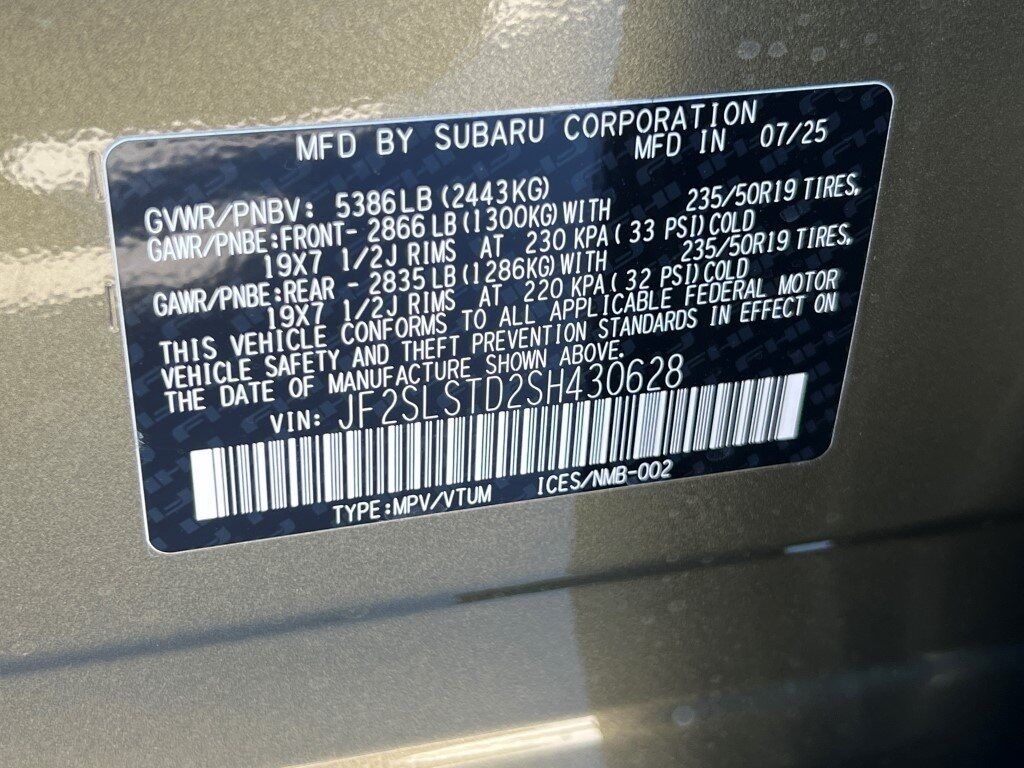 MFD BY SUBARU CORPORATION
MFD IN 07/25
GVWR/PNBV: 5386LB (2443KG)
GAWR/PNBE:FRONT- 2866 LB (1300KG) WITH 235/50R19 TIRES,
19X7 1/2J RIMS AT 230 KPA ( 33 PSI) COLD
GAWR/PNBE:REAR - 2835 LB (1286KG) WITH 235/50R19 TIRES,
19X7 1/2J RIMS AT 220 KPA ( 32 PSI) COLD
THIS VEHICLE CONFORMS TO ALL APPLICABLE FEDERAL MOTOR
VEHICLE SAFETY AND THEFT PREVENTION STANDARDS IN EFFECT ON
THE DATE OF MANUFACTURE SHOWN ABOVE.
VIN: JF2SLSTD2SH430628
TYPE:MPV/VTUM ICES/NMB-002